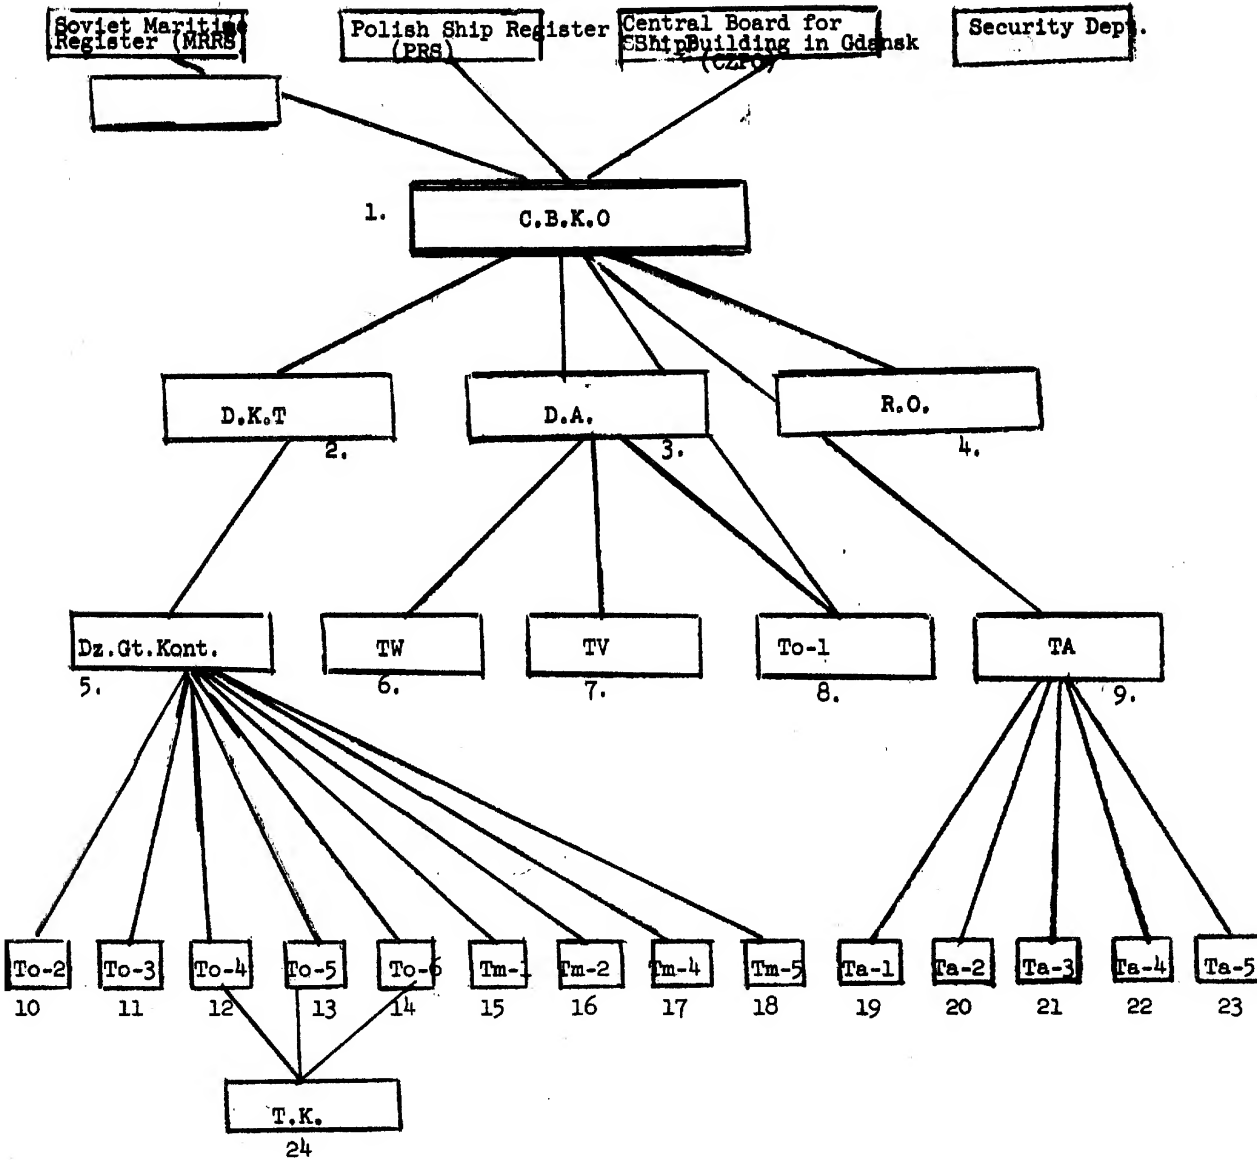 Soviet Maritime
Register (MRRS)
Polish Ship Register
(PRS)
Central Board for
SShipBuilding in Gdansk
(CZPO)
Security Dept.
1.
C.B.K.O
D.K.T
2.
D.A.
3.
R.O.
4.
Dz.Gt.Kont.
5.
TW
6.
TV
7.
To-1
8.
TA
9.
To-2
10
To-3
11
To-4
12
To-5
13
To-6
14
Tm-1
15
Tm-2
16
Tm-4
17
Tm-5
18
Ta-1
19
Ta-2
20
Ta-3
21
Ta-4
22
Ta-5
23
T.K.
24